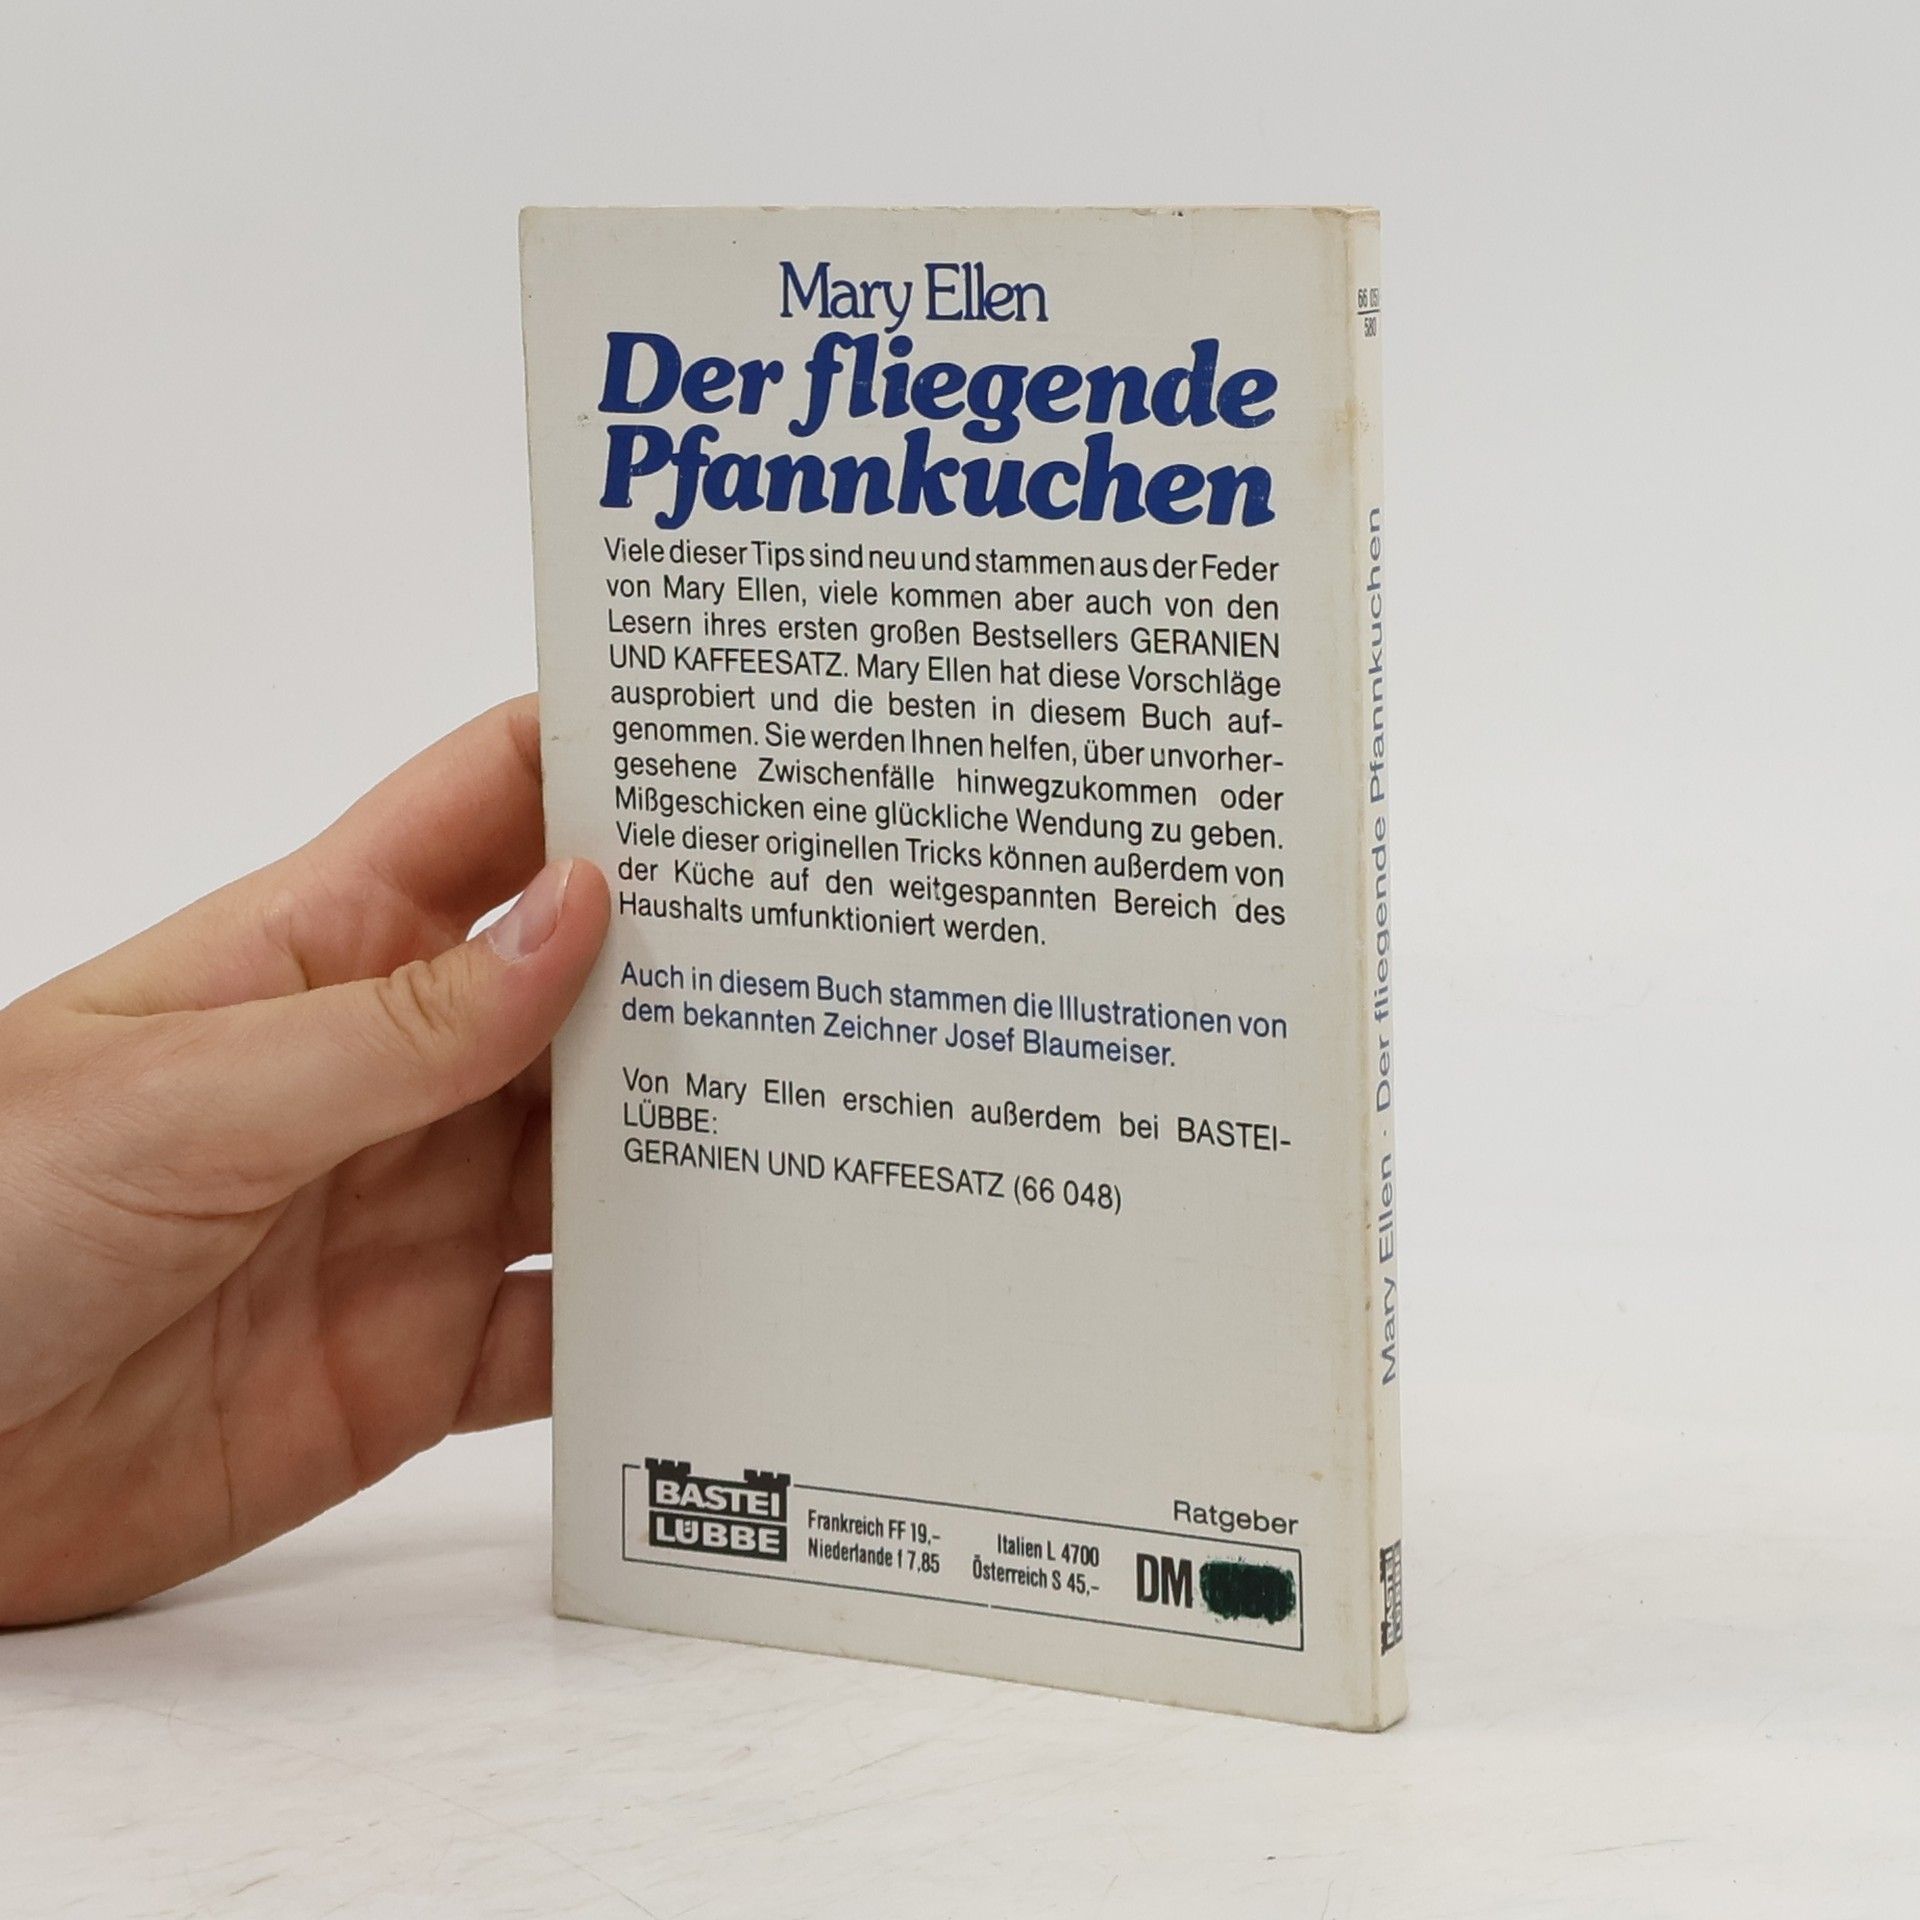 Mary Ellen
Der fliegende
Pfannkuchen
Viele dieser Tips sind neu und stammen aus der Feder
von Mary Ellen, viele kommen aber auch von den
Lesern ihres ersten großen Bestsellers GERANIEN
UND KAFFEESATZ. Mary Ellen hat diese Vorschläge
ausprobiert und die besten in diesem Buch auf-
genommen. Sie werden Ihnen helfen, über unvorher-
gesehene Zwischenfälle hinwegzukommen oder
Mißgeschicken eine glückliche Wendung zu geben.
Viele dieser originellen Tricks können außerdem von
der Küche auf den weitgespannten Bereich des
Haushalts umfunktioniert werden.
Auch in diesem Buch stammen die Illustrationen von
dem bekannten Zeichner Josef Blaumeiser.
Von Mary Ellen erschien außerdem bei BASTEI-
LÜBBE:
GERANIEN UND KAFFEESATZ (66 048)
Ratgeber
BASTEI
LÜBBE
Frankreich FF 19,-
Niederlande f 7,85
Italien L 4700
Österreich S 45,-
DM
66
580
Mary Ellen · Der fliegende Pfannkuchen
BASTEI
LÜBBE